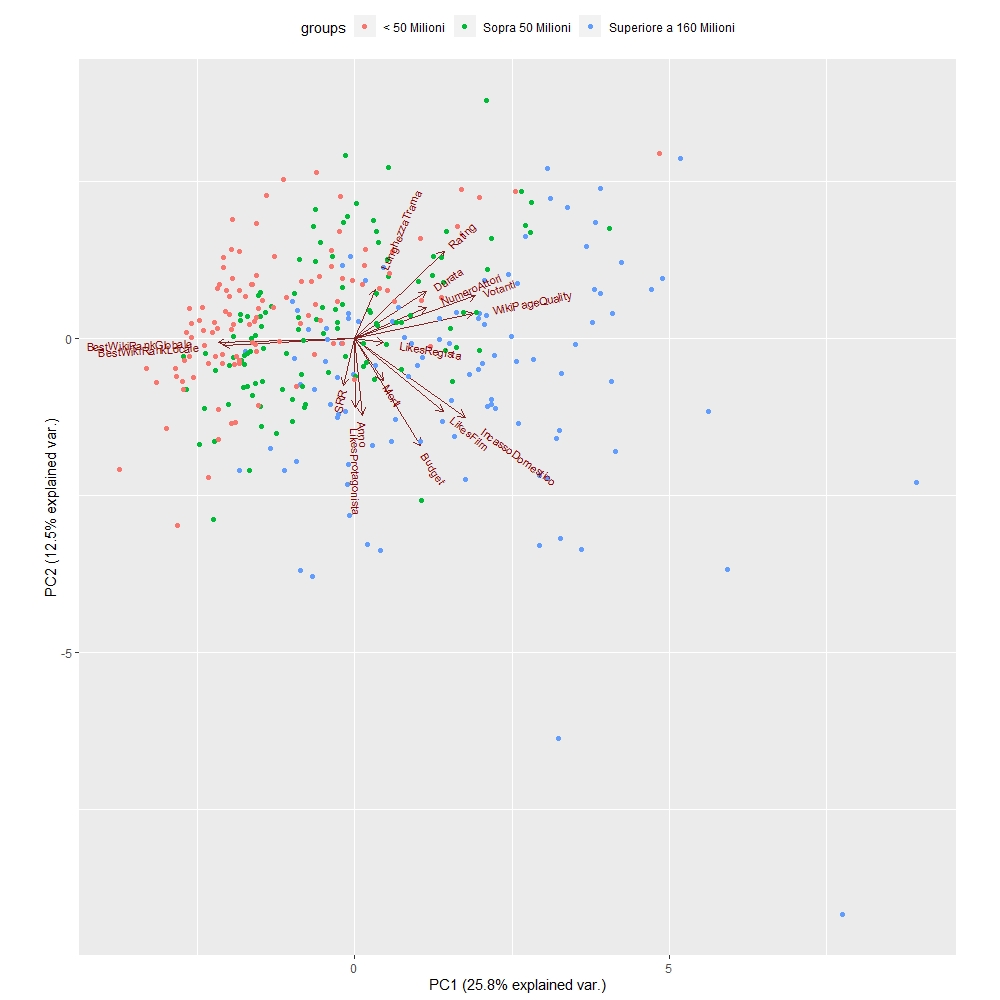 groups < 50 Milioni Sopra 50 Milioni Superiore a 160 Milioni
LunghezzaTrama
Rating
Durata
NumeroAttori
Votanti
WikiPageQuality
BestWikiRankGlobale
BestWikiRankLocale
LikesRegista
SRR
Anno
LikesProtagonista
LikesFilm
IncassoDomestico
Budget
0
-5
PC2 (12.5% explained var.)
0 5
PC1 (25.8% explained var.)